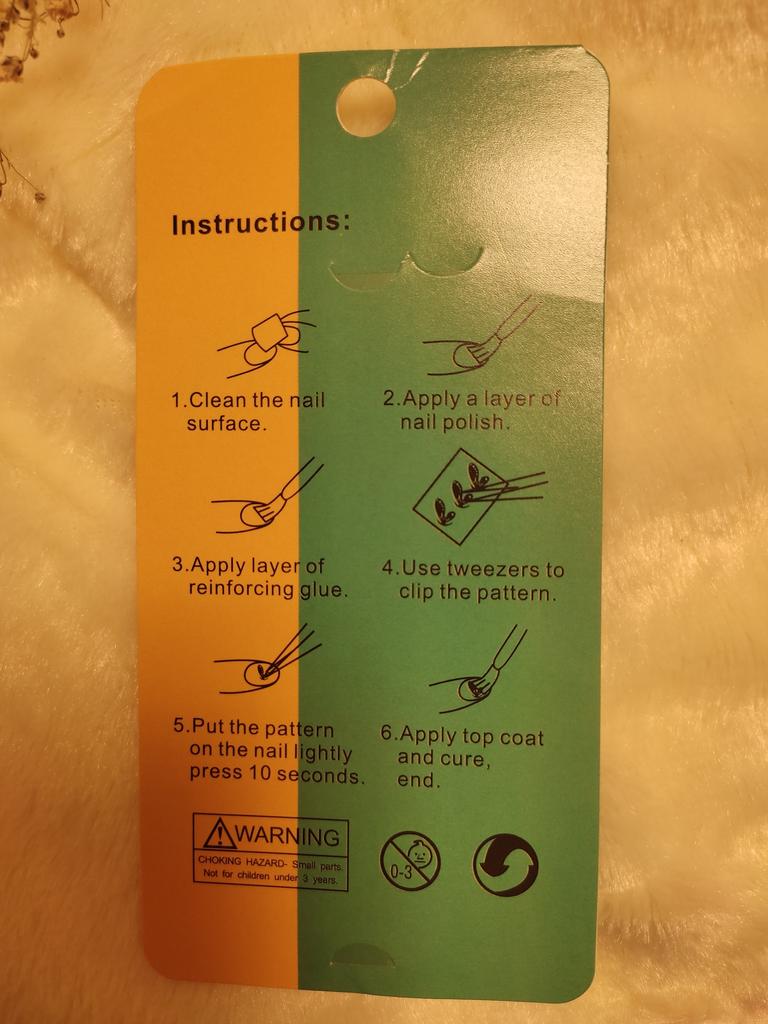 Instructions:
1.Clean the nail
surface.
2.Apply a layer of
nail polish.
3.Apply layer of
reinforcing glue.
4.Use tweezers to
clip the pattern.
5.Put the pattern
on the nail lightly
press 10 seconds.
6.Apply top coat
and cure,
end.
WARNING
CHOKING HAZARD- Small parts.
Not for children under 3 years.
0-3